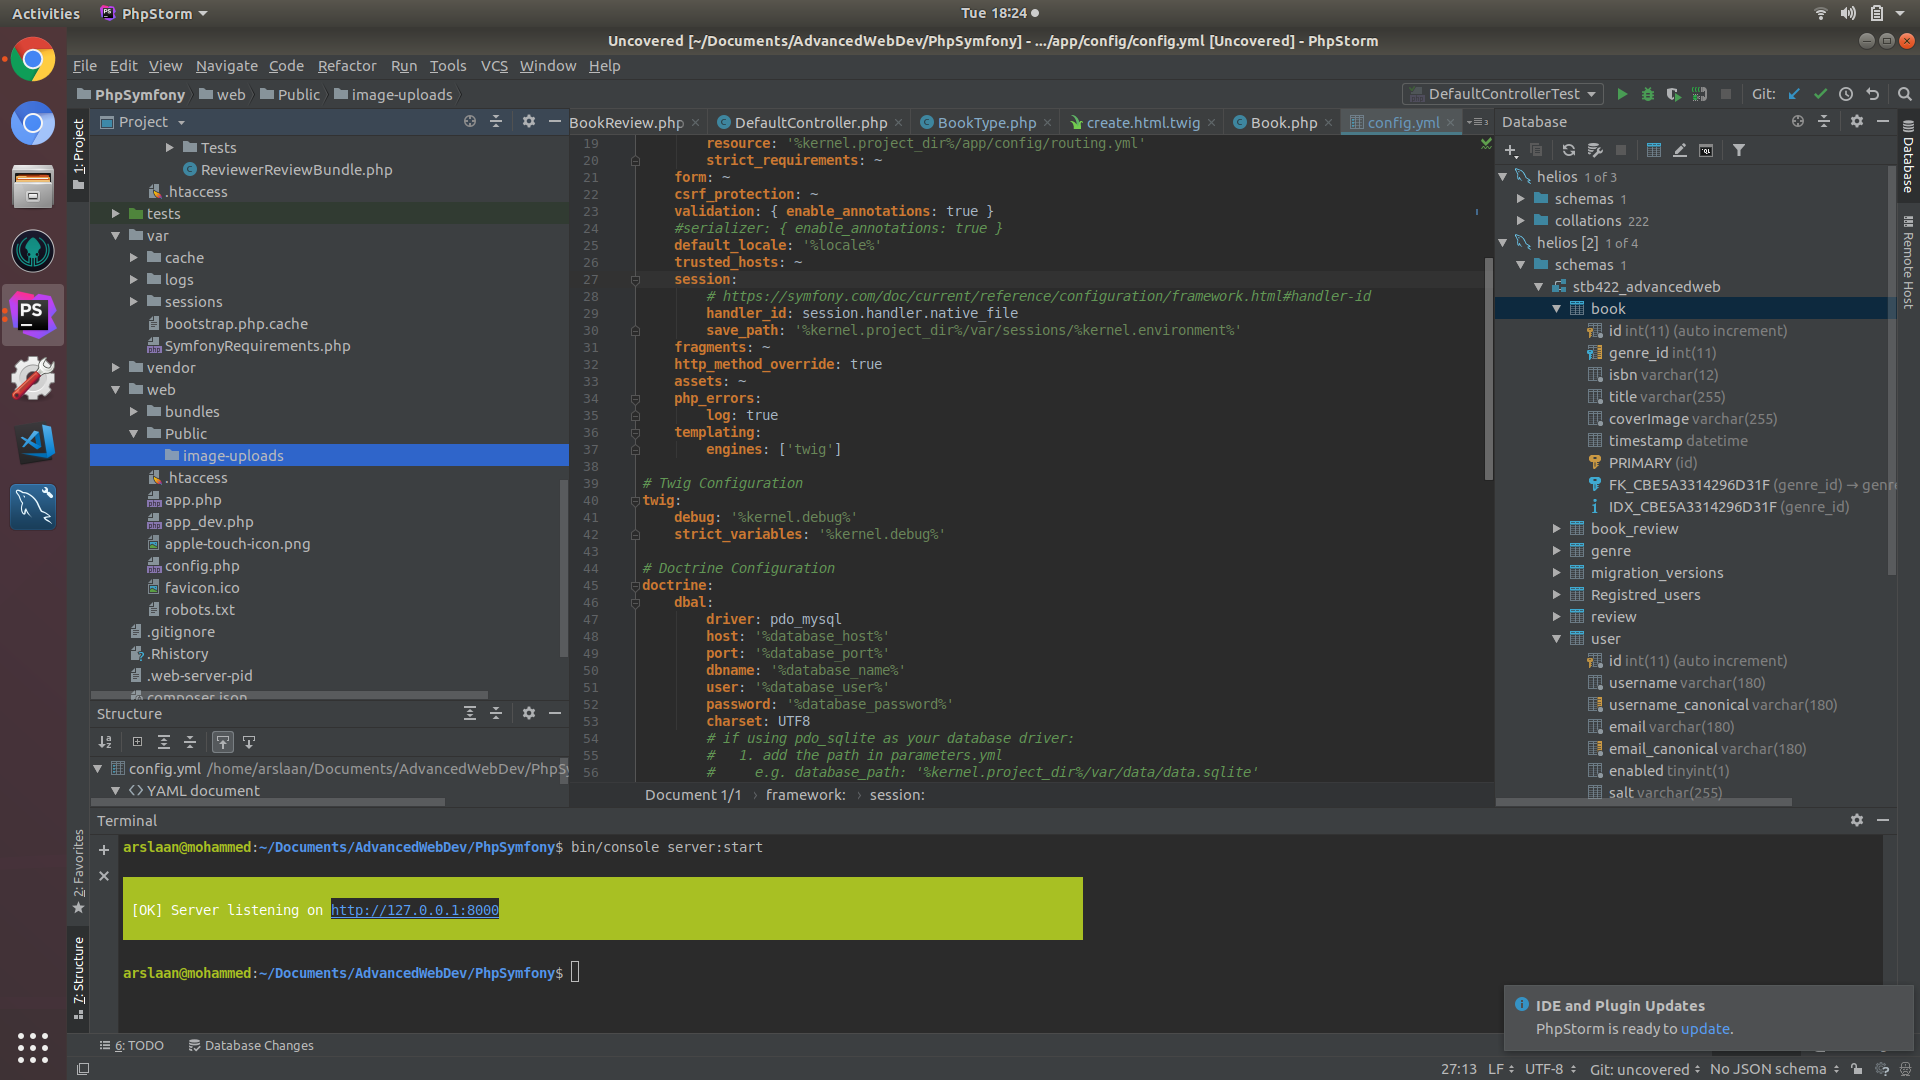 Activities
PhpStorm
Tue 18:24
Uncovered [~/Documents/AdvancedWebDev/PhpSymfony] - .../app/config/config.yml [Uncovered] - PhpStorm
File Edit View Navigate Code Refactor Run Tools VCS Window Help
PhpSymfony web Public image-uploads
DefaultControllerTest
Git:
1: Project
Project
Tests
ReviewerReviewBundle.php
.htaccess
tests
var
cache
logs
sessions
bootstrap.php.cache
SymfonyRequirements.php
vendor
web
bundles
Public
image-uploads
.htaccess
app.php
app_dev.php
apple-touch-icon.png
config.php
favicon.ico
robots.txt
.gitignore
.Rhistory
.web-server-pid
composer.json
Structure
config.yml /home/arslaan/Documents/AdvancedWebDev/PhpSy
YAML document
BookReview.php DefaultController.php BookType.php create.html.twig Book.php config.yml
19 resource: '%kernel.project_dir%/app/config/routing.yml'
20 strict_requirements: ~
21 form: ~
22 csrf_protection: ~
23 validation: { enable_annotations: true }
24 #serializer: { enable_annotations: true }
25 default_locale: '%locale%'
26 trusted_hosts: ~
27 session:
28 # https://symfony.com/doc/current/reference/configuration/framework.html#handler-id
29 handler_id: session.handler.native_file
30 save_path: '%kernel.project_dir%/var/sessions/%kernel.environment%'
31 fragments: ~
32 http_method_override: true
33 assets: ~
34 php_errors:
35 log: true
36 templating:
37 engines: ['twig']
38
39 # Twig Configuration
40 twig:
41 debug: '%kernel.debug%'
42 strict_variables: '%kernel.debug%'
43
44 # Doctrine Configuration
45 doctrine:
46 dbal:
47 driver: pdo_mysql
48 host: '%database_host%'
49 port: '%database_port%'
50 dbname: '%database_name%'
51 user: '%database_user%'
52 password: '%database_password%'
53 charset: UTF8
54 # if using pdo_sqlite as your database driver:
55 # 1. add the path in parameters.yml
56 # e.g. database_path: '%kernel.project_dir%/var/data/data.sqlite'
Document 1/1 › framework: › session:
Database
helios 1 of 3
schemas 1
collations 222
helios [2] 1 of 4
schemas 1
stb422_advancedweb
book
id int(11) (auto increment)
genre_id int(11)
isbn varchar(12)
title varchar(255)
coverImage varchar(255)
timestamp datetime
PRIMARY (id)
FK_CBE5A3314296D31F (genre_id) → genre
IDX_CBE5A3314296D31F (genre_id)
book_review
genre
migration_versions
Registred_users
review
user
id int(11) (auto increment)
username varchar(180)
username_canonical varchar(180)
email varchar(180)
email_canonical varchar(180)
enabled tinyint(1)
salt varchar(255)
Database
Remote Host
2: Favorites
7: Structure
Terminal
arslaan@mohammed:~/Documents/AdvancedWebDev/PhpSymfony$ bin/console server:start
[OK] Server listening on http://127.0.0.1:8000
arslaan@mohammed:~/Documents/AdvancedWebDev/PhpSymfony$
IDE and Plugin Updates
PhpStorm is ready to update.
6: TODO
Database Changes
27:13 LF UTF-8 Git: uncovered No JSON schema